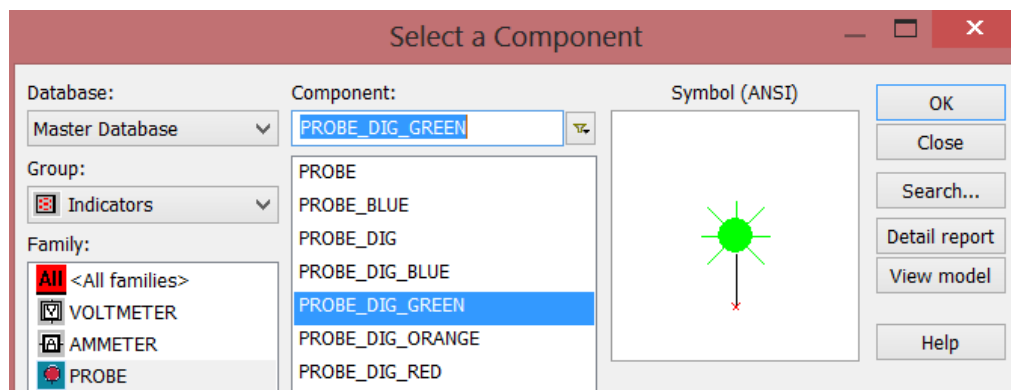 Select a Component
Database:
Master Database
Group:
Indicators
Family:
All <All families>
V VOLTMETER
A AMMETER
PROBE
Component:
PROBE_DIG_GREEN
PROBE
PROBE_BLUE
PROBE_DIG
PROBE_DIG_BLUE
PROBE_DIG_GREEN
PROBE_DIG_ORANGE
PROBE_DIG_RED
Symbol (ANSI)
OK
Close
Search...
Detail report
View model
Help